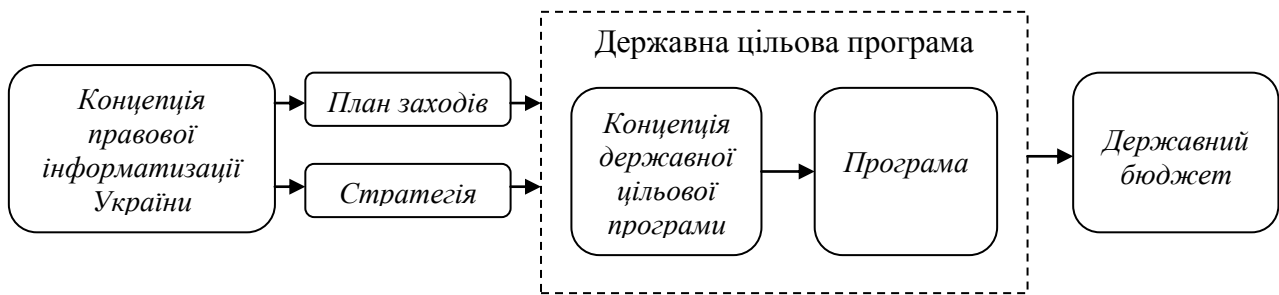 Державна цільова програма
Концепція
правової
інформатизації
України
План заходів
Стратегія
Концепція
державної
цільової
програми
Програма
Державний
бюджет